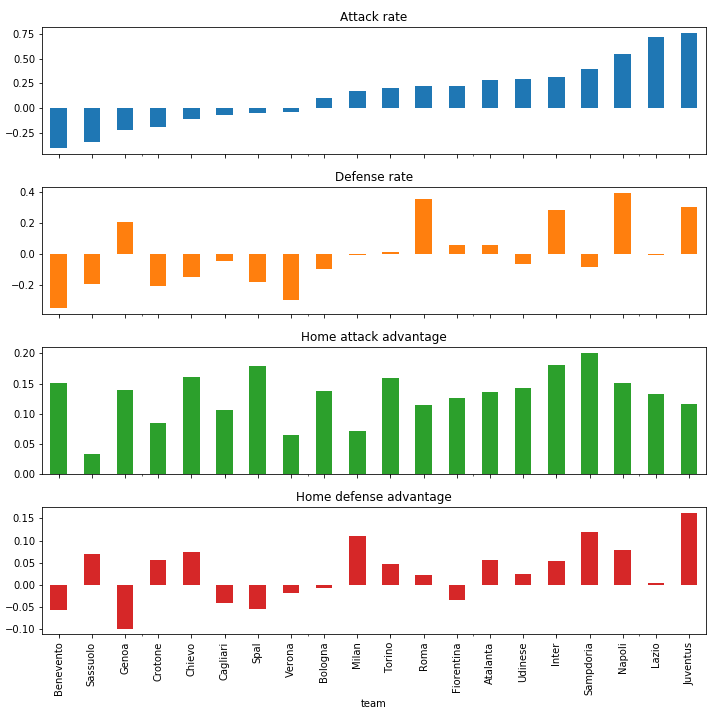 Attack rate
0.75
0.50
0.25
0.00
−0.25
Defense rate
0.4
0.2
0.0
−0.2
Home attack advantage
0.20
0.15
0.10
0.05
0.00
Home defense advantage
0.15
0.10
0.05
0.00
−0.05
−0.10
Benevento
Sassuolo
Genoa
Crotone
Chievo
Cagliari
Spal
Verona
Bologna
Milan
Torino
Roma
Fiorentina
Atalanta
Udinese
Inter
Sampdoria
Napoli
Lazio
Juventus
team